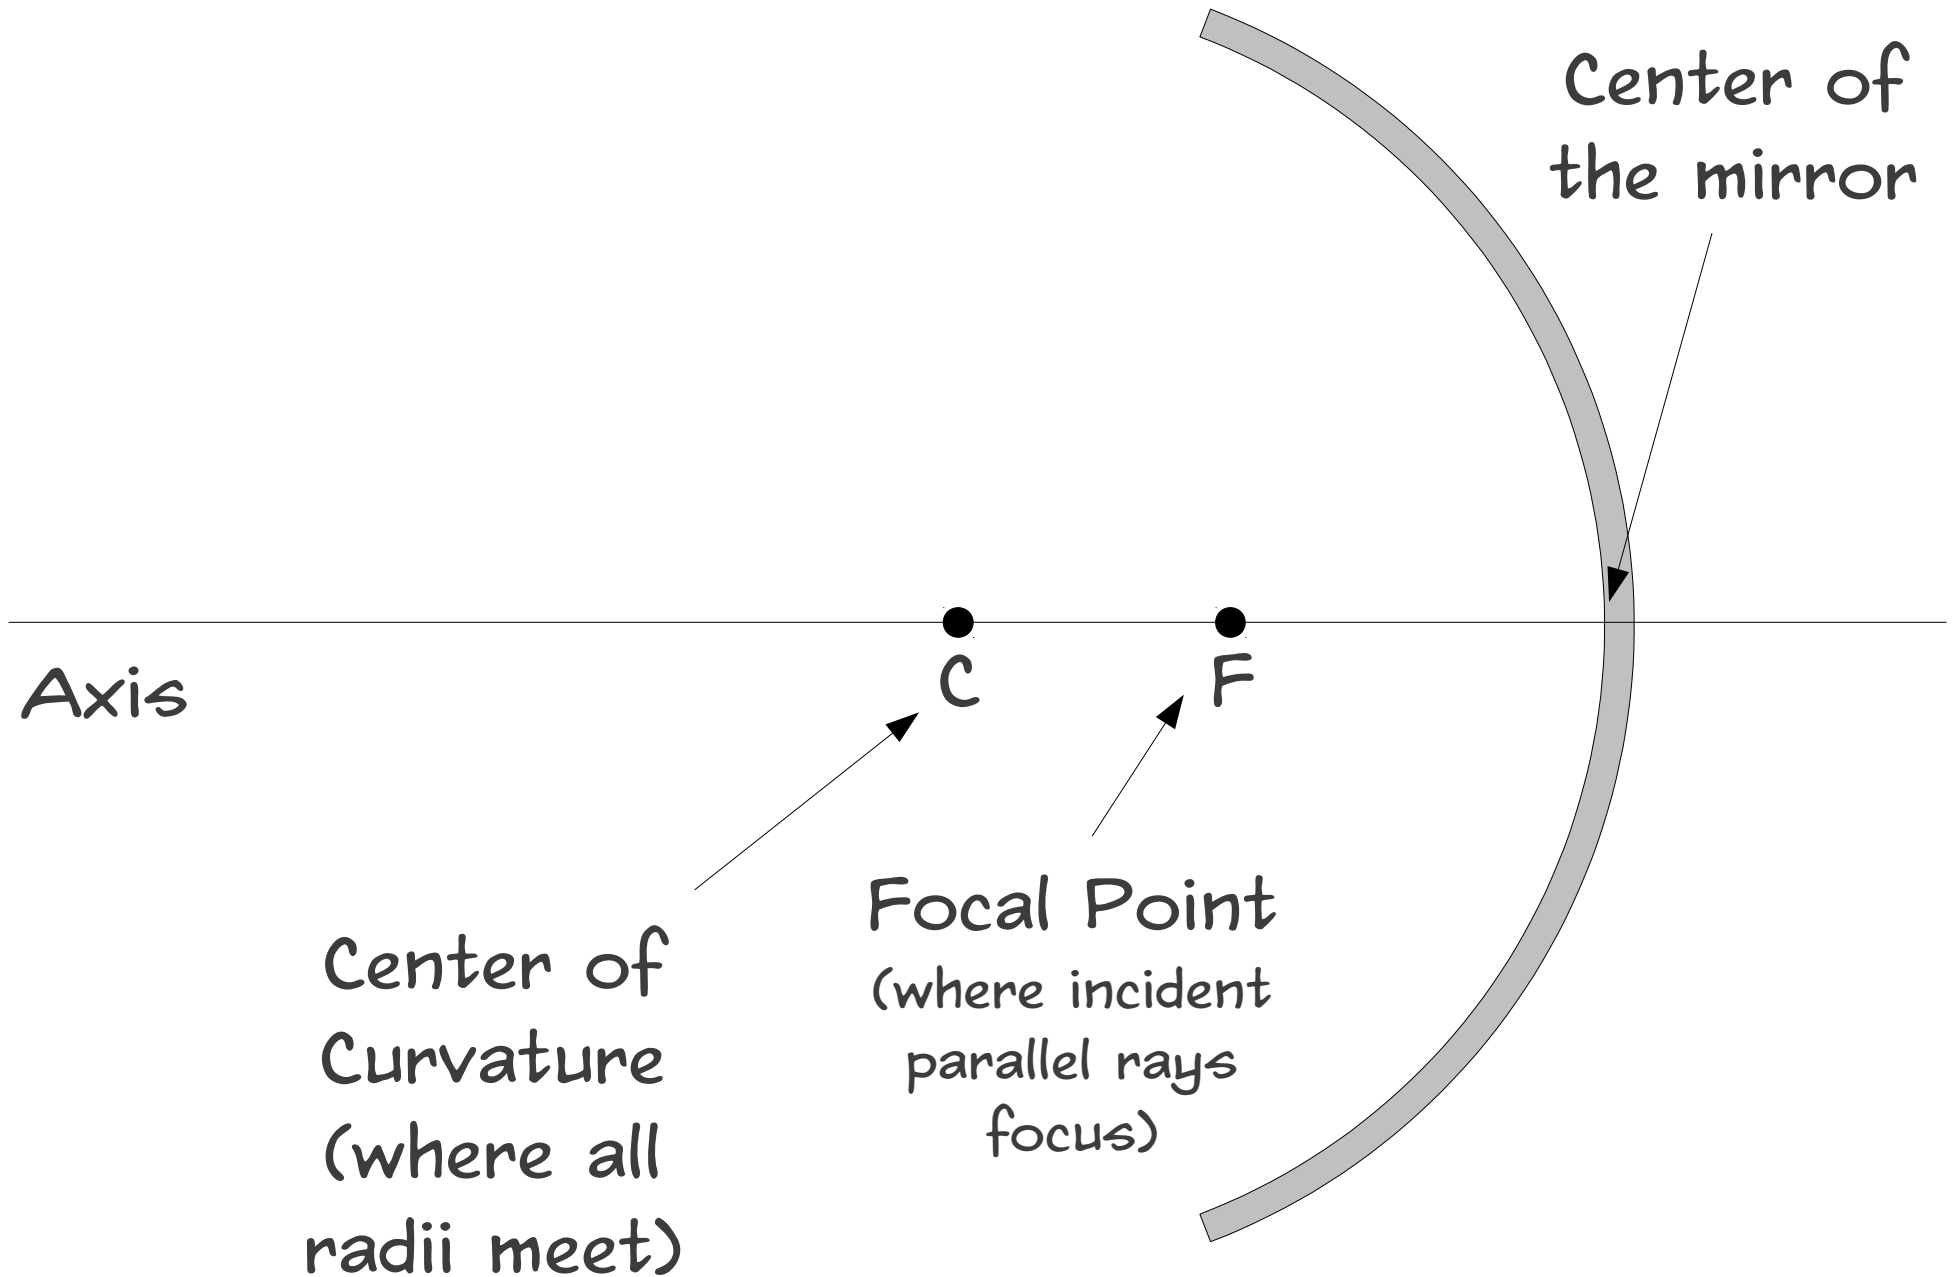 Center of
the mirror
Axis
C
F
Center of
Curvature
(where all
radii meet)
Focal Point
(where incident
parallel rays
focus)